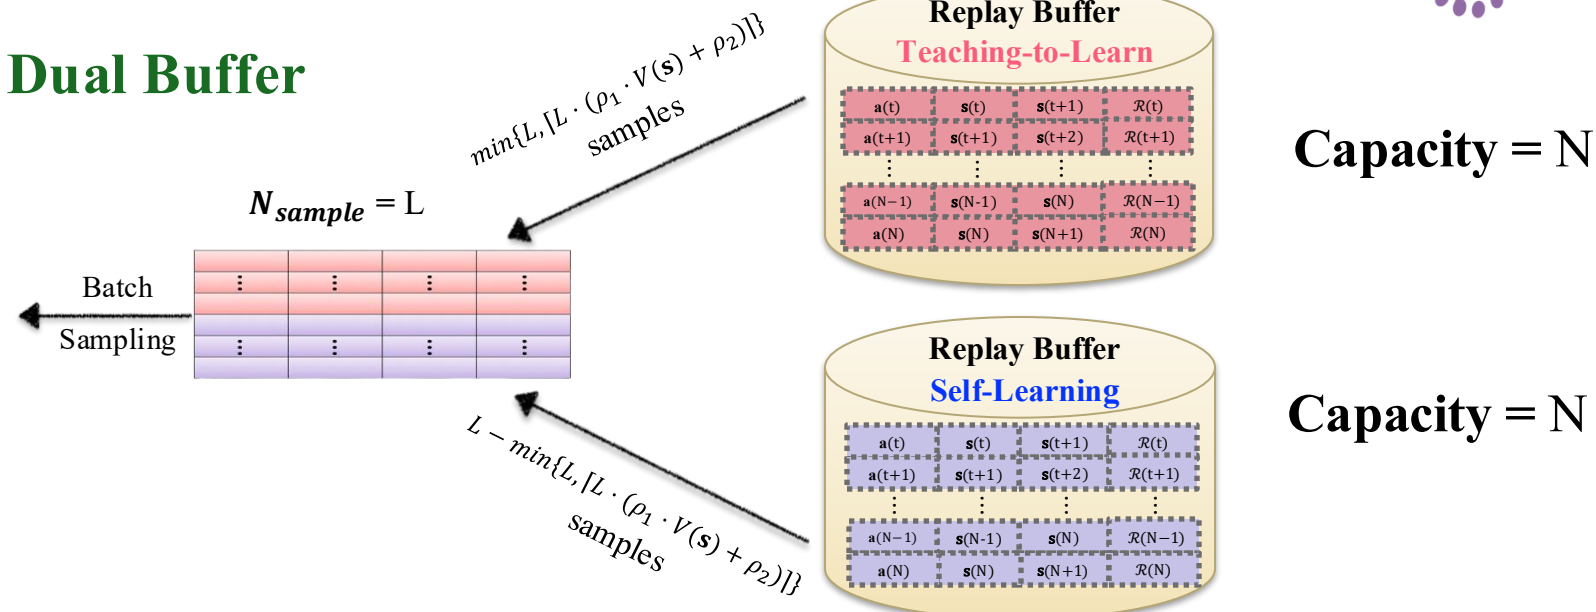 Dual Buffer
min{L,⌈L · (ρ₁ · V(s) + ρ₂)⌉}
samples
N_sample = L
Batch
Sampling
L − min{L,⌈L · (ρ₁ · V(s) + ρ₂)⌉}
samples
Replay Buffer
Teaching-to-Learn
a(t) s(t) s(t+1) ℛ(t)
a(t+1) s(t+1) s(t+2) ℛ(t+1)
a(N−1) s(N-1) s(N) ℛ(N−1)
a(N) s(N) s(N+1) ℛ(N)
Capacity = N
Replay Buffer
Self-Learning
a(t) s(t) s(t+1) ℛ(t)
a(t+1) s(t+1) s(t+2) ℛ(t+1)
a(N−1) s(N-1) s(N) ℛ(N−1)
a(N) s(N) s(N+1) ℛ(N)
Capacity = N